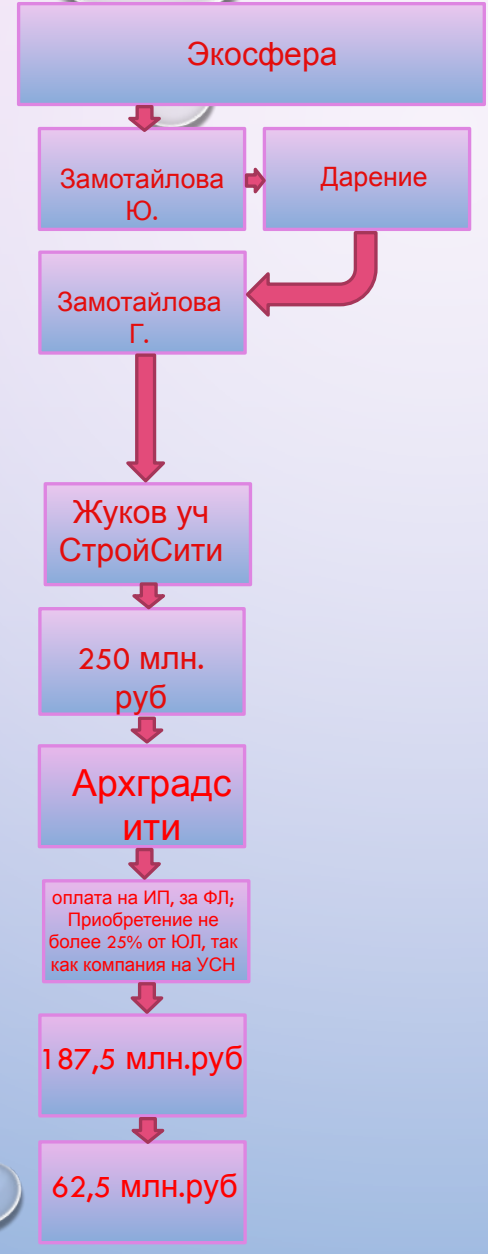 Экосфера
Замотайлова
Ю.
Дарение
Замотайлова
Г.
Жуков уч
СтройСити
250 млн.
руб
Архградс
ити
оплата на ИП, за ФЛ;
Приобретение не
более 25% от ЮЛ, так
как компания на УСН
187,5 млн.руб
62,5 млн.руб